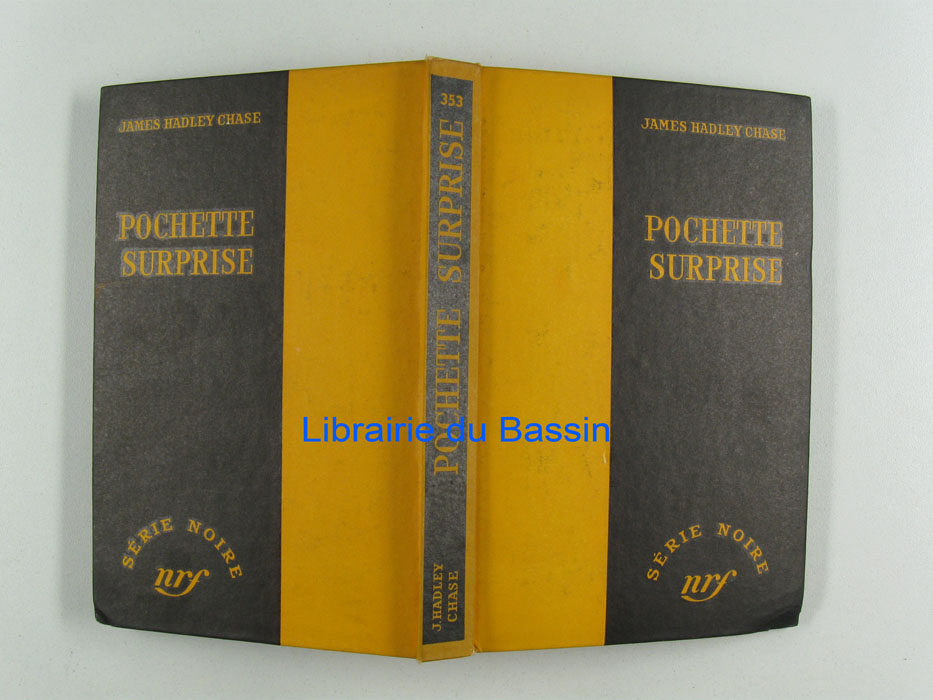 JAMES HADLEY CHASE
POCHETTE
SURPRISE
SÉRIE NOIRE
nrf
353
POCHETTE SURPRISE
J. HADLEY
CHASE
JAMES HADLEY CHASE
POCHETTE
SURPRISE
SÉRIE NOIRE
nrf
Librairie du Bassin